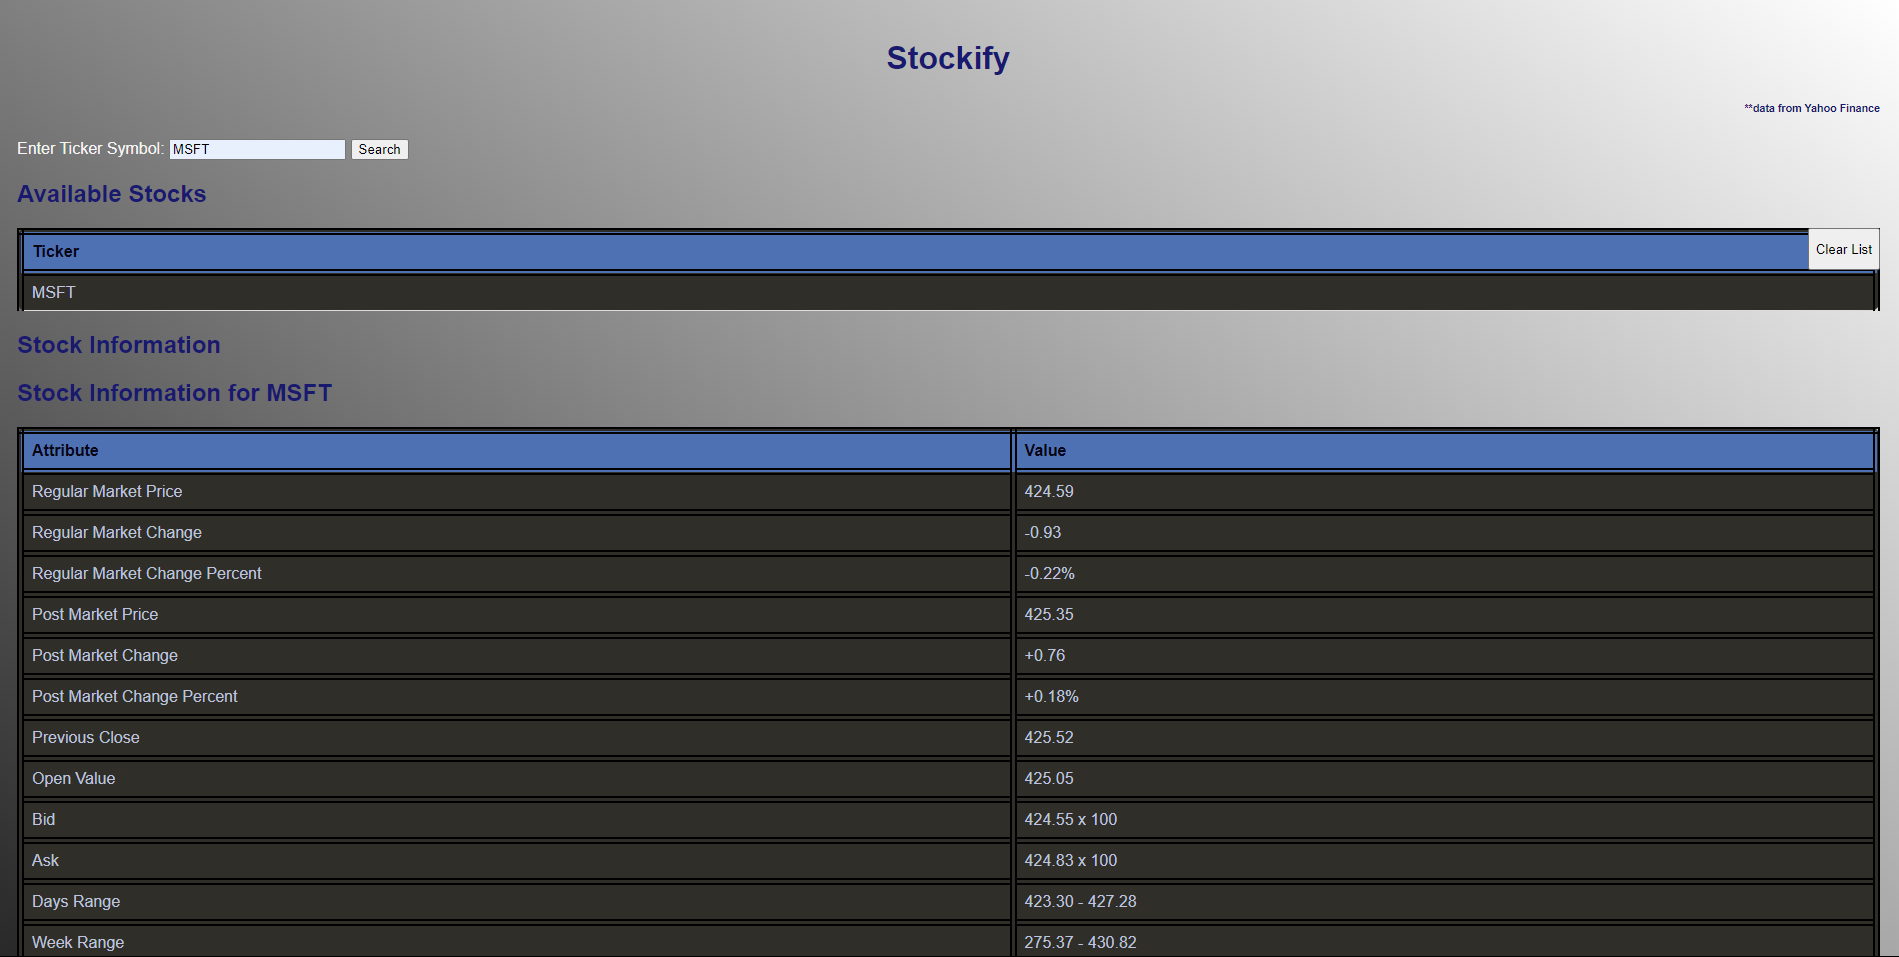 Stockify
**data from Yahoo Finance
Enter Ticker Symbol: MSFT Search
Available Stocks
Ticker Clear List
MSFT
Stock Information
Stock Information for MSFT
Attribute Value
Regular Market Price 424.59
Regular Market Change -0.93
Regular Market Change Percent -0.22%
Post Market Price 425.35
Post Market Change +0.76
Post Market Change Percent +0.18%
Previous Close 425.52
Open Value 425.05
Bid 424.55 x 100
Ask 424.83 x 100
Days Range 423.30 - 427.28
Week Range 275.37 - 430.82